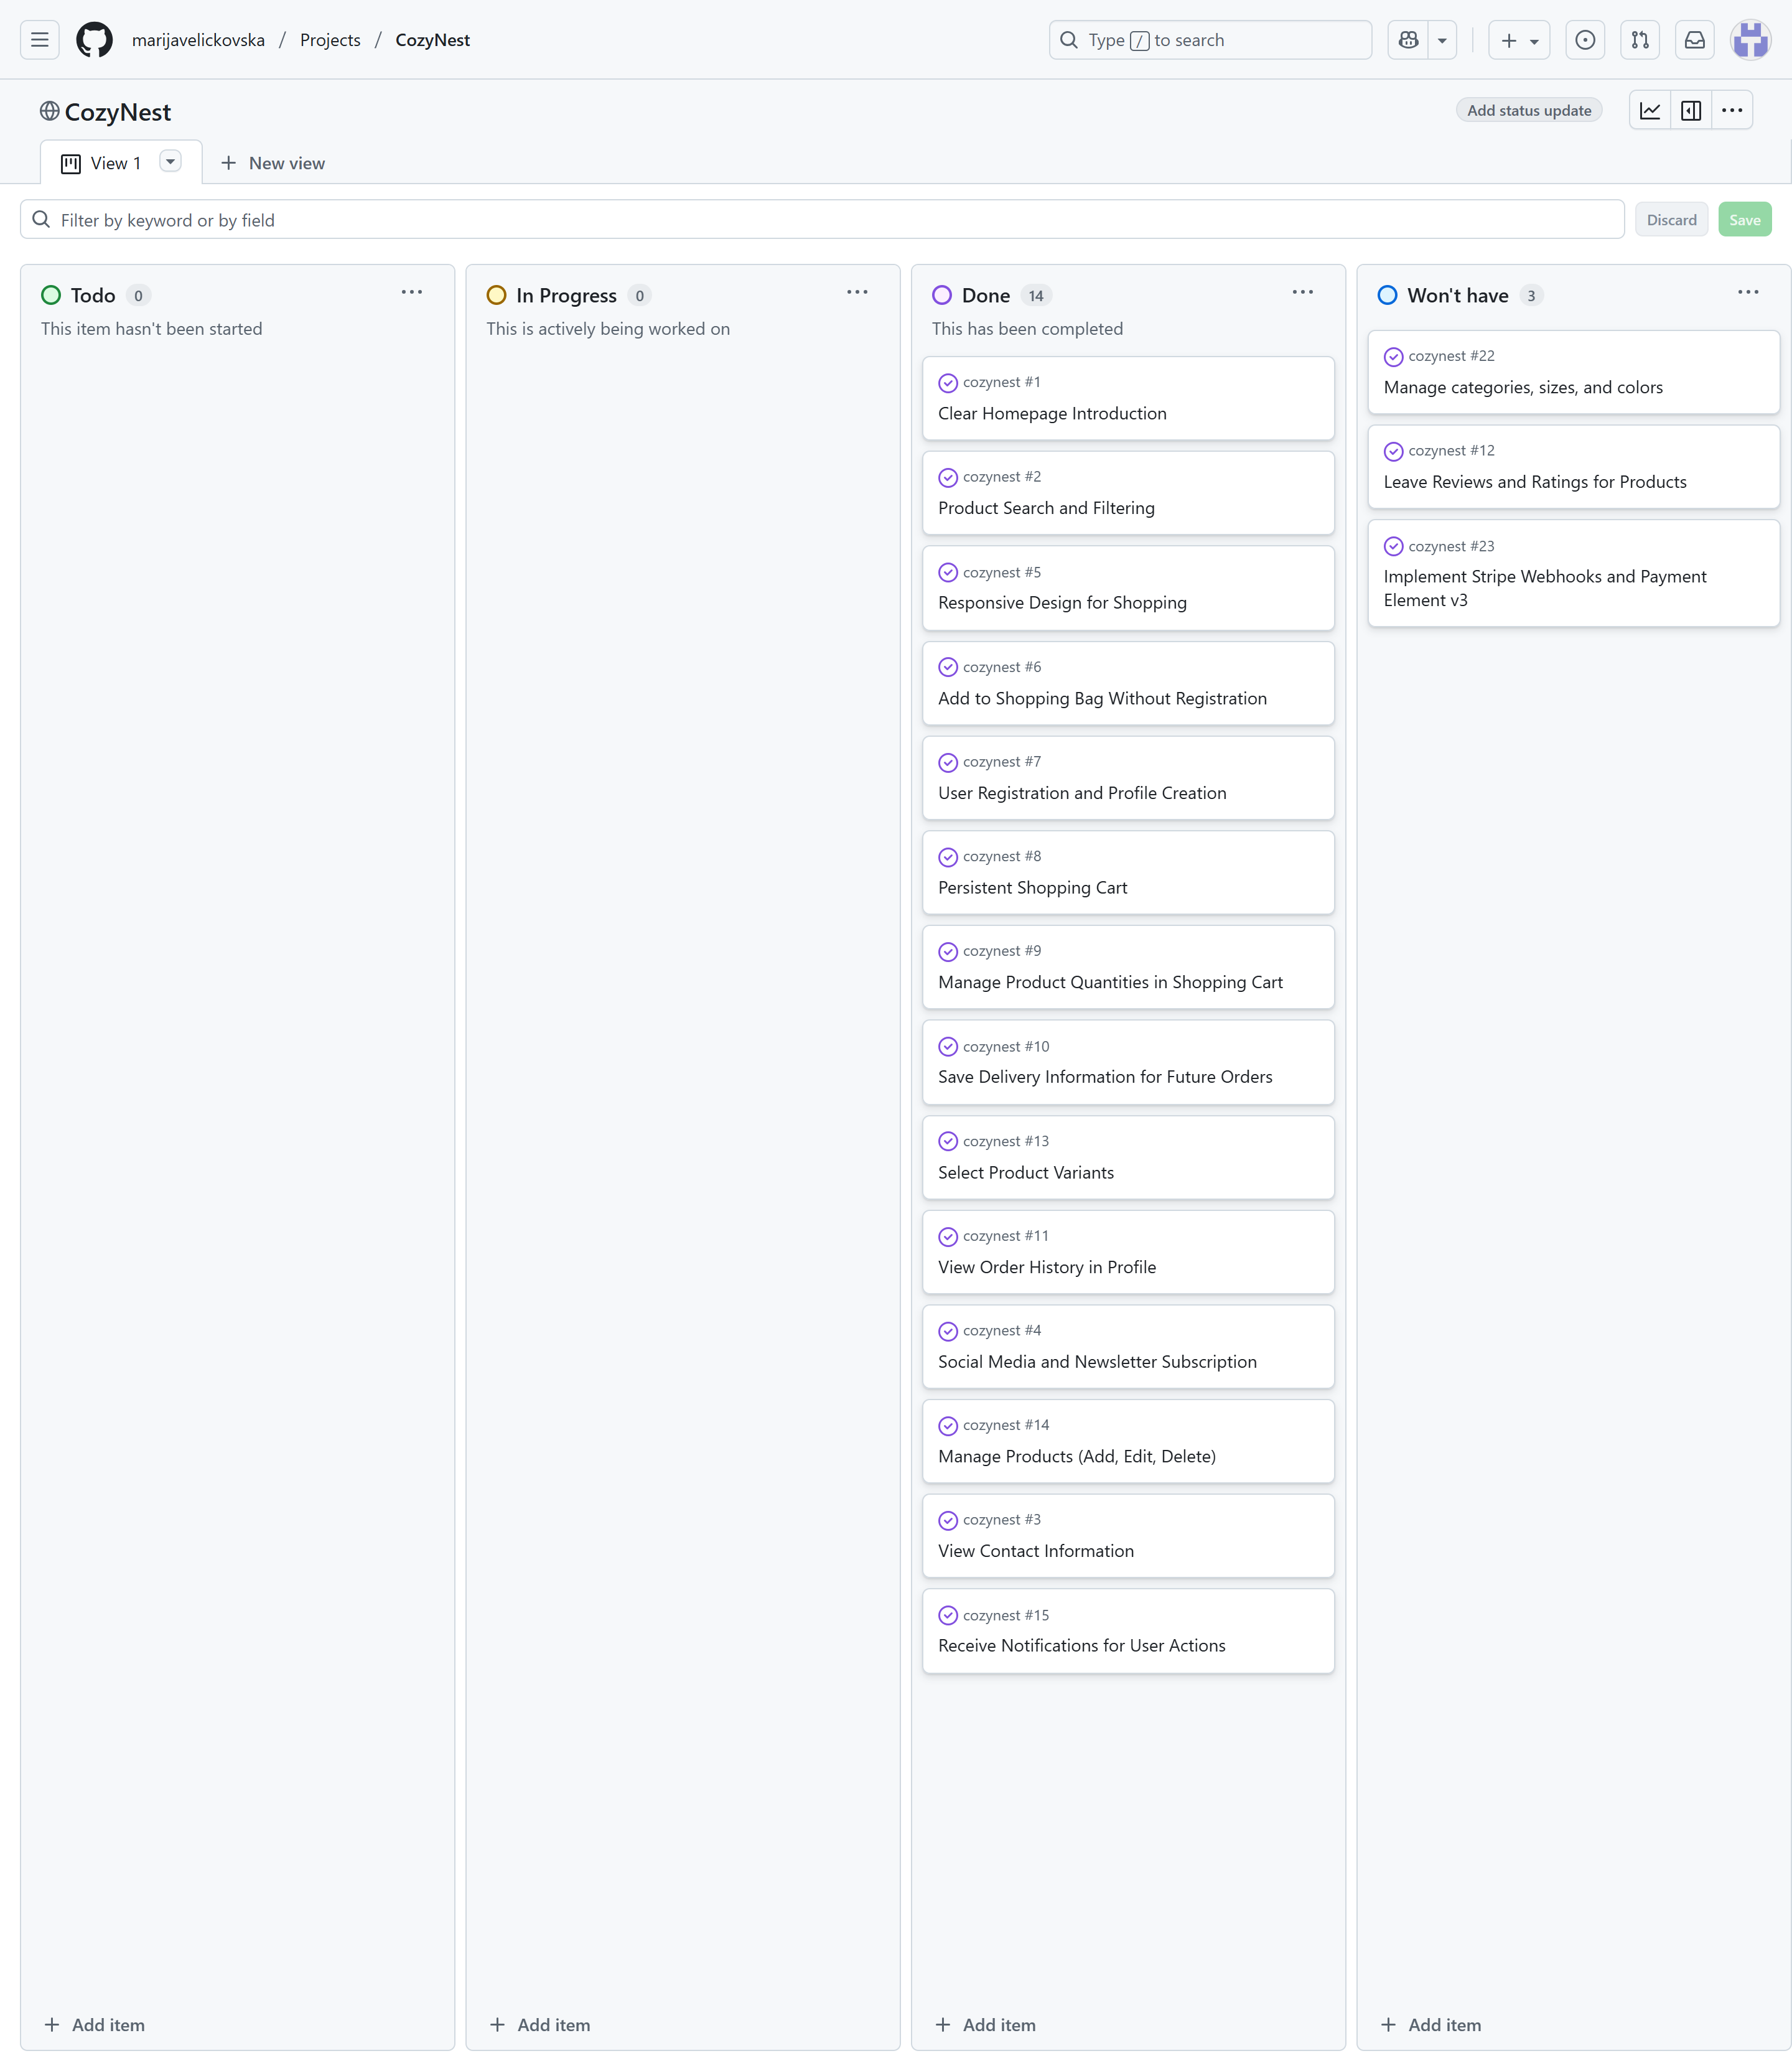 marijavelickovska / Projects / CozyNest
Type / to search
CozyNest
Add status update
View 1
New view
Filter by keyword or by field
Discard
Save
Todo 0
This item hasn't been started
In Progress 0
This is actively being worked on
Done 14
This has been completed
cozynest #1
Clear Homepage Introduction
cozynest #2
Product Search and Filtering
cozynest #5
Responsive Design for Shopping
cozynest #6
Add to Shopping Bag Without Registration
cozynest #7
User Registration and Profile Creation
cozynest #8
Persistent Shopping Cart
cozynest #9
Manage Product Quantities in Shopping Cart
cozynest #10
Save Delivery Information for Future Orders
cozynest #13
Select Product Variants
cozynest #11
View Order History in Profile
cozynest #4
Social Media and Newsletter Subscription
cozynest #14
Manage Products (Add, Edit, Delete)
cozynest #3
View Contact Information
cozynest #15
Receive Notifications for User Actions
Won't have 3
cozynest #22
Manage categories, sizes, and colors
cozynest #12
Leave Reviews and Ratings for Products
cozynest #23
Implement Stripe Webhooks and Payment
Element v3
Add item
Add item
Add item
Add item